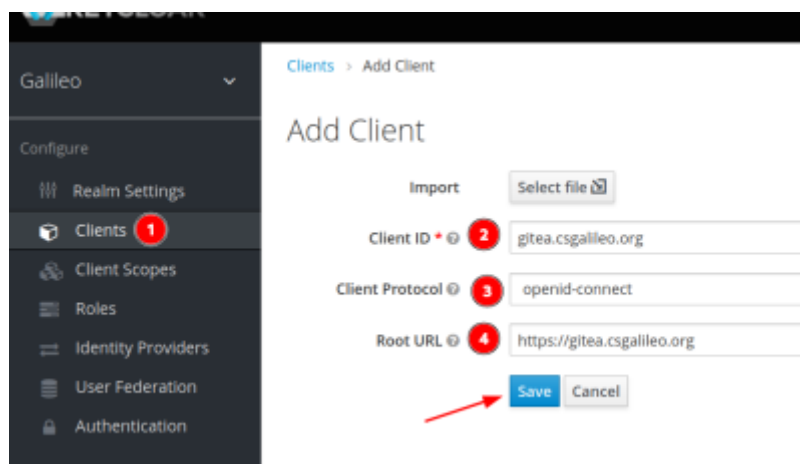 Galileo
Configure
Realm Settings
Clients 1
Client Scopes
Roles
Identity Providers
User Federation
Authentication
Clients > Add Client
Add Client
Import Select file
Client ID * 2 gitea.csgalileo.org
Client Protocol 3 openid-connect
Root URL 4 https://gitea.csgalileo.org
Save Cancel